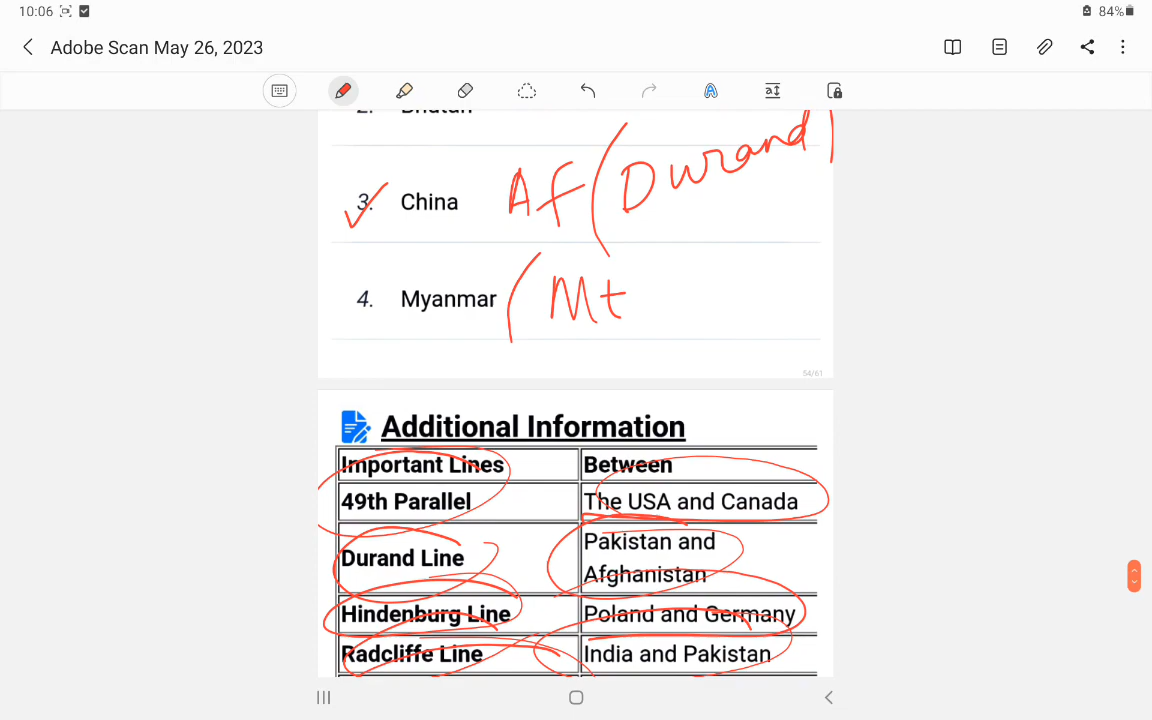 10:06 84%
Adobe Scan May 26, 2023
2. Bhutan
3. China AF (Durand)
4. Myanmar (Mt
54/61
Additional Information
Important Lines Between
49th Parallel The USA and Canada
Durand Line Pakistan and
Afghanistan
Hindenburg Line Poland and Germany
Radcliffe Line India and Pakistan